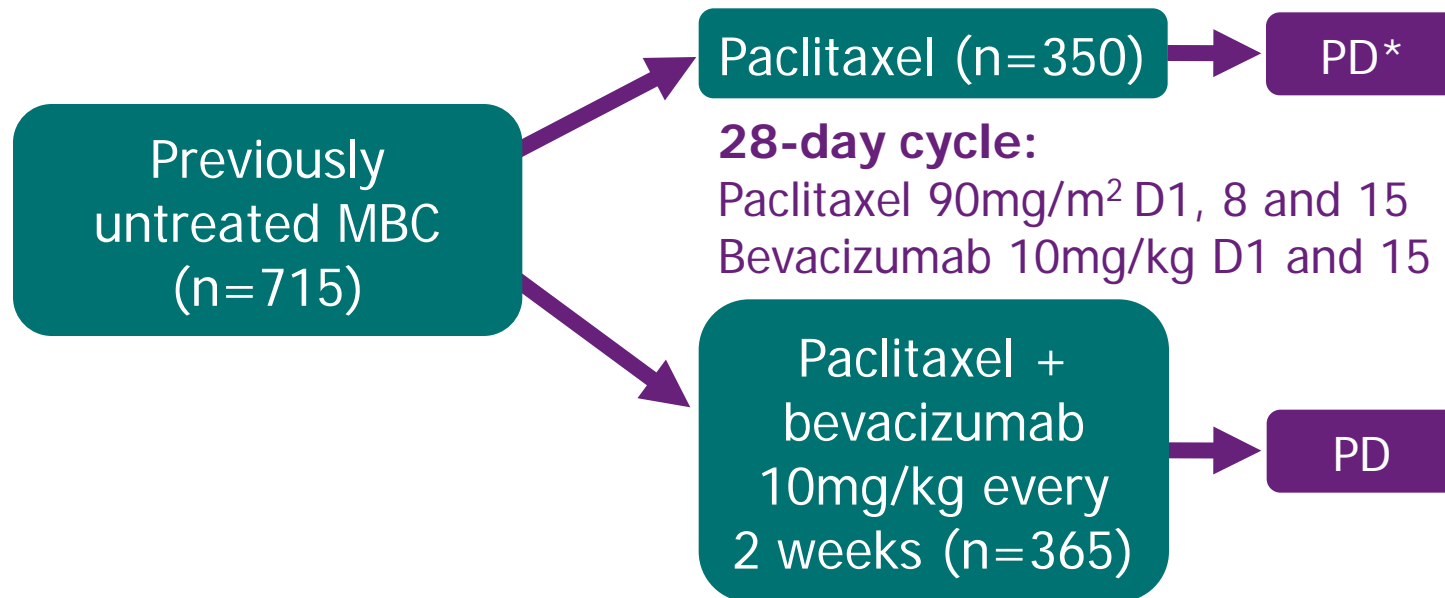 Previously
untreated MBC
(n=715)
Paclitaxel (n=350)
PD*
28-day cycle:
Paclitaxel 90mg/m² D1, 8 and 15
Bevacizumab 10mg/kg D1 and 15
Paclitaxel +
bevacizumab
10mg/kg every
2 weeks (n=365)
PD